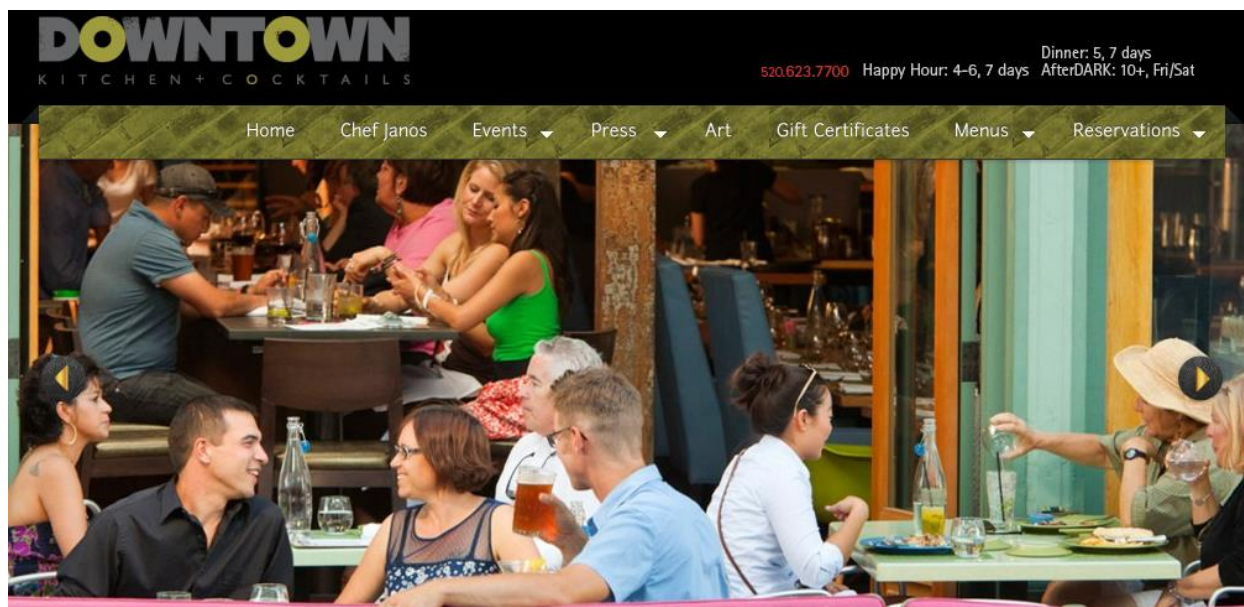 DOWNTOWN
KITCHEN + COCKTAILS
520.623.7700 Happy Hour: 4-6, 7 days
Dinner: 5, 7 days
AfterDARK: 10+, Fri/Sat
Home Chef Janos Events Press Art Gift Certificates Menus Reservations